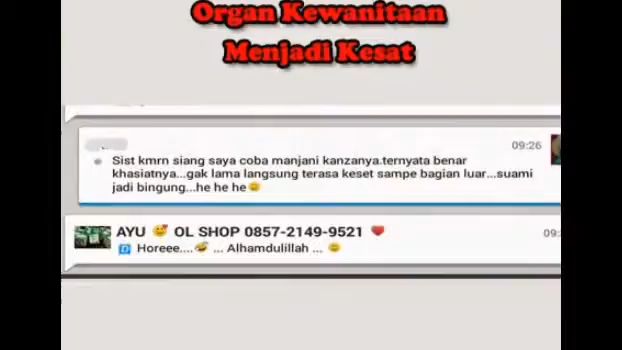 Organ Kewanitaan
Menjadi Kesat
09:26
Sist kmrn siang saya coba manjani kanzanya.ternyata benar
khasiatnya...gak lama langsung terasa keset sampe bagian luar...suami
jadi bingung...he he he😄
AYU 🥰 OL SHOP 0857-2149-9521 ❤️
09:
D Horeee....🤣 ... Alhamdulillah ... 😄